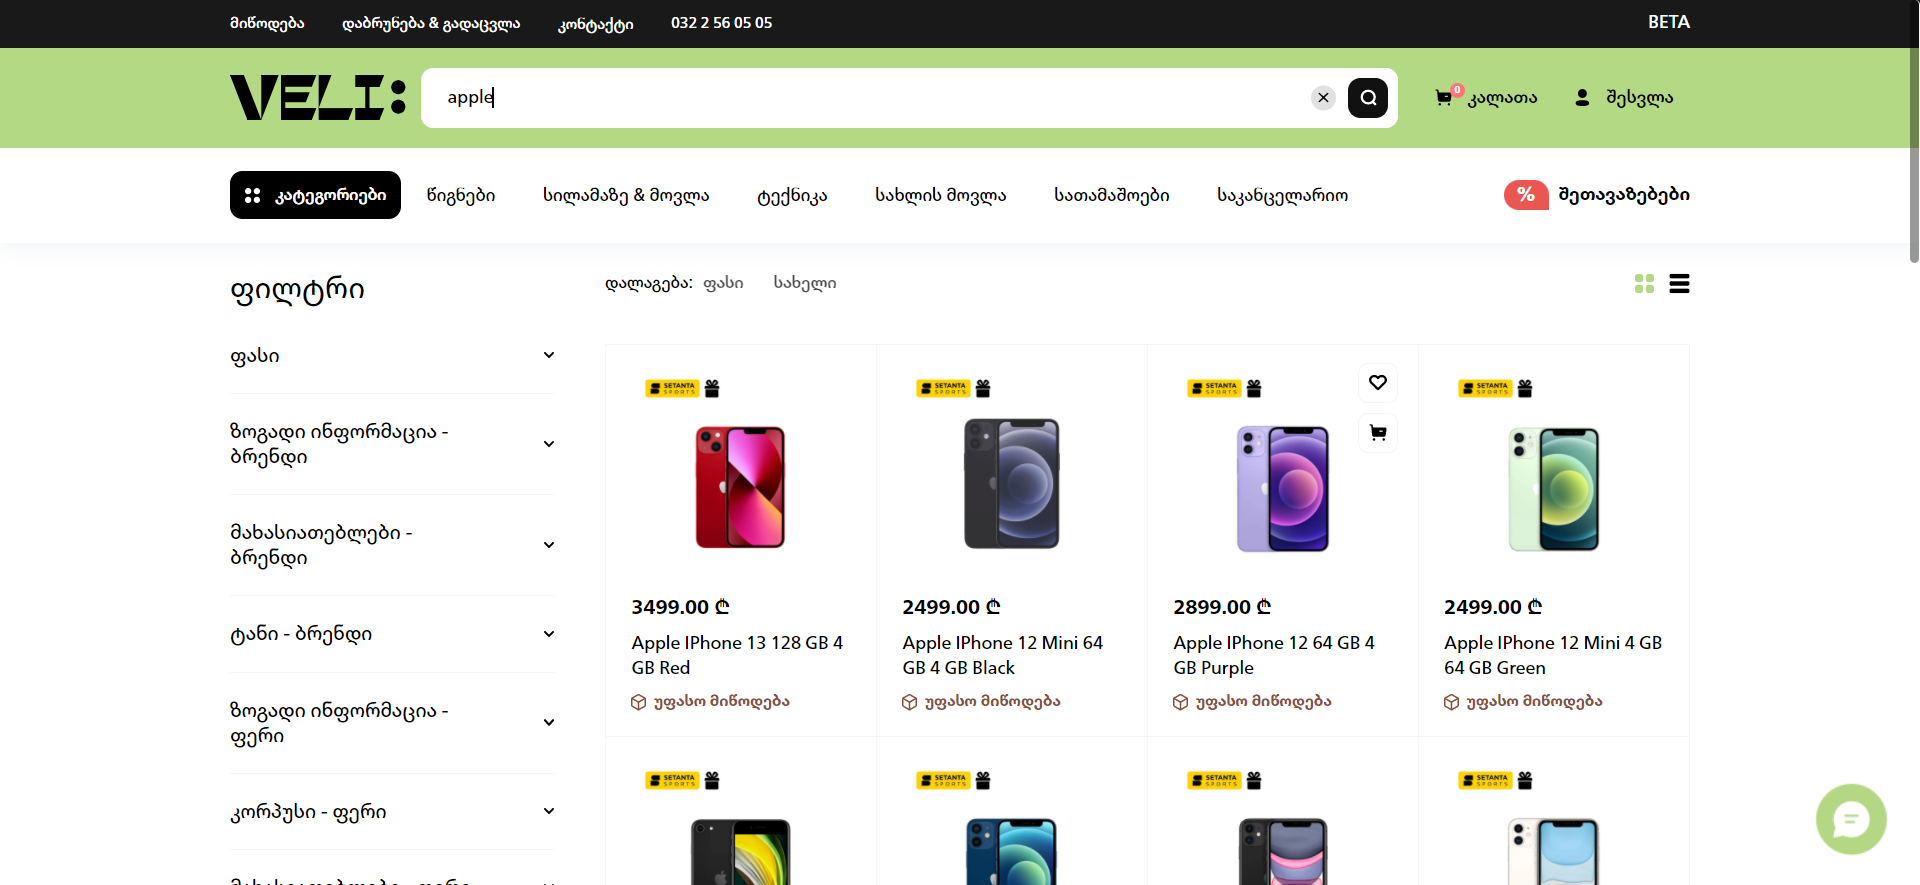 მიწოდება
დაბრუნება & გადაცვლა
კონტაქტი
032 2 56 05 05
BETA
VELI:
apple
0
კალათა
შესვლა
კატეგორიები
წიგნები
სილამაზე & მოვლა
ტექნიკა
სახლის მოვლა
სათამაშოები
საკანცელარიო
%
შეთავაზებები
ფილტრი
დალაგება:
ფასი
სახელი
ფასი
ზოგადი ინფორმაცია -
ბრენდი
მახასიათებლები -
ბრენდი
ტანი - ბრენდი
ზოგადი ინფორმაცია -
ფერი
კორპუსი - ფერი
SETANTA
SPORTS
3499.00 ₾
Apple IPhone 13 128 GB 4
GB Red
უფასო მიწოდება
SETANTA
SPORTS
2499.00 ₾
Apple IPhone 12 Mini 64
GB 4 GB Black
უფასო მიწოდება
SETANTA
SPORTS
2899.00 ₾
Apple IPhone 12 64 GB 4
GB Purple
უფასო მიწოდება
SETANTA
SPORTS
2499.00 ₾
Apple IPhone 12 Mini 4 GB
64 GB Green
უფასო მიწოდება
SETANTA
SPORTS
SETANTA
SPORTS
SETANTA
SPORTS
SETANTA
SPORTS